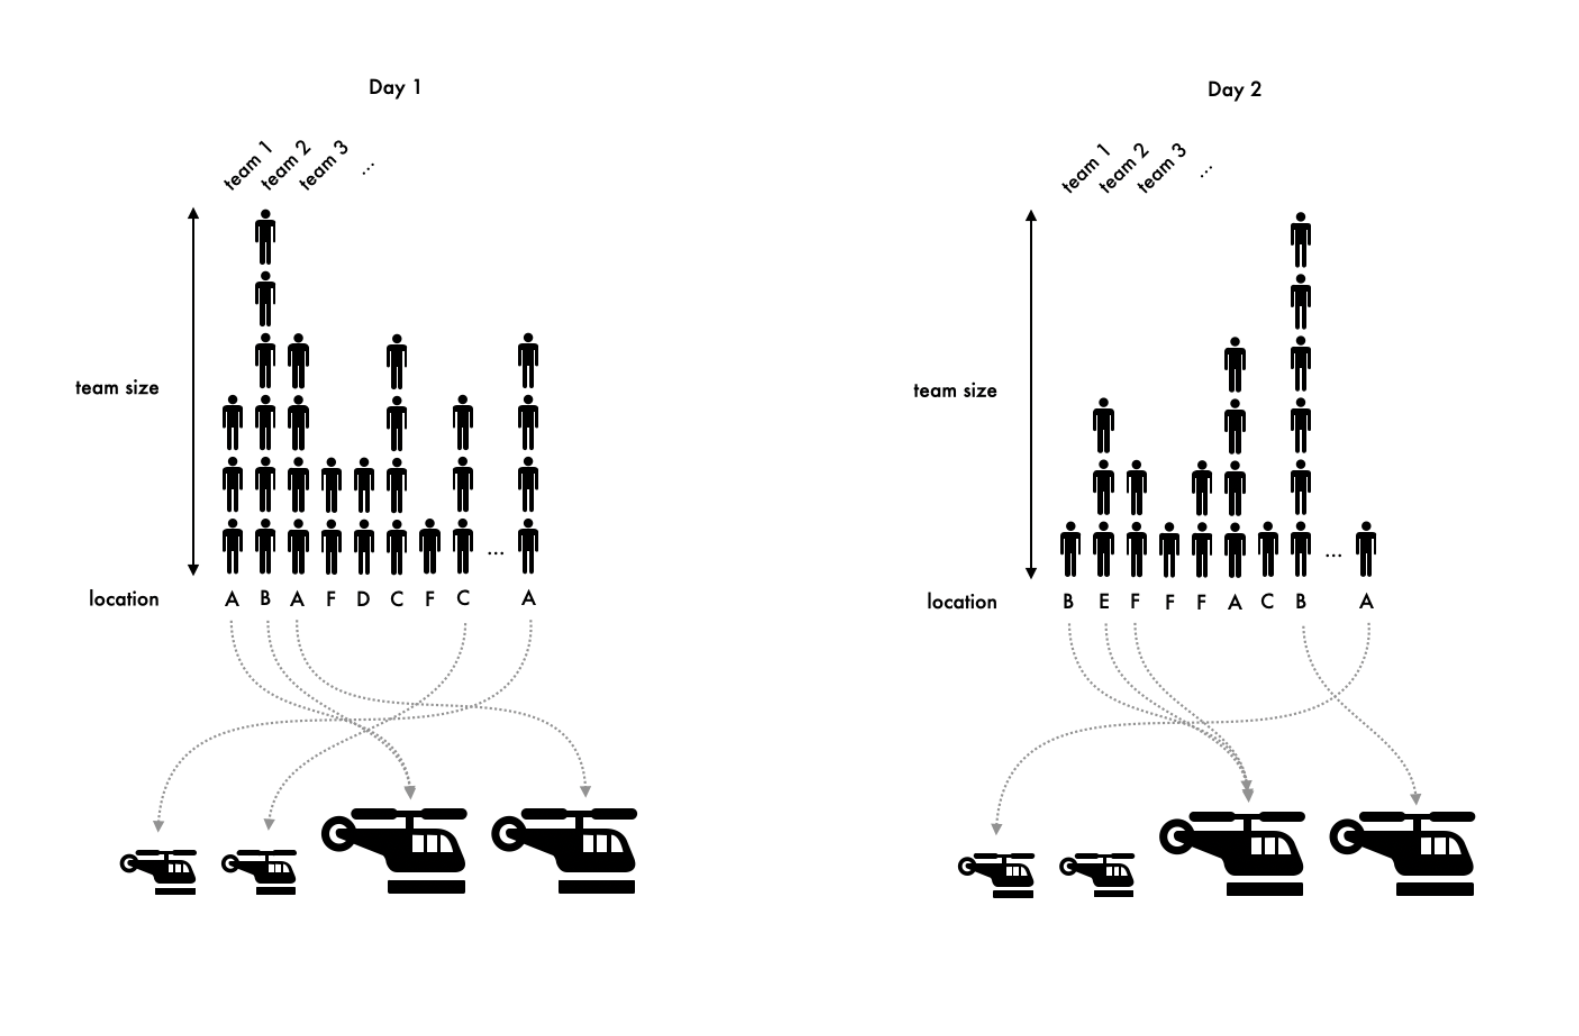 Day 1
team 1
team 2
team 3
...
team size
...
location A B A F D C F C A
Day 2
team 1
team 2
team 3
...
team size
...
location B E F F F A C B A